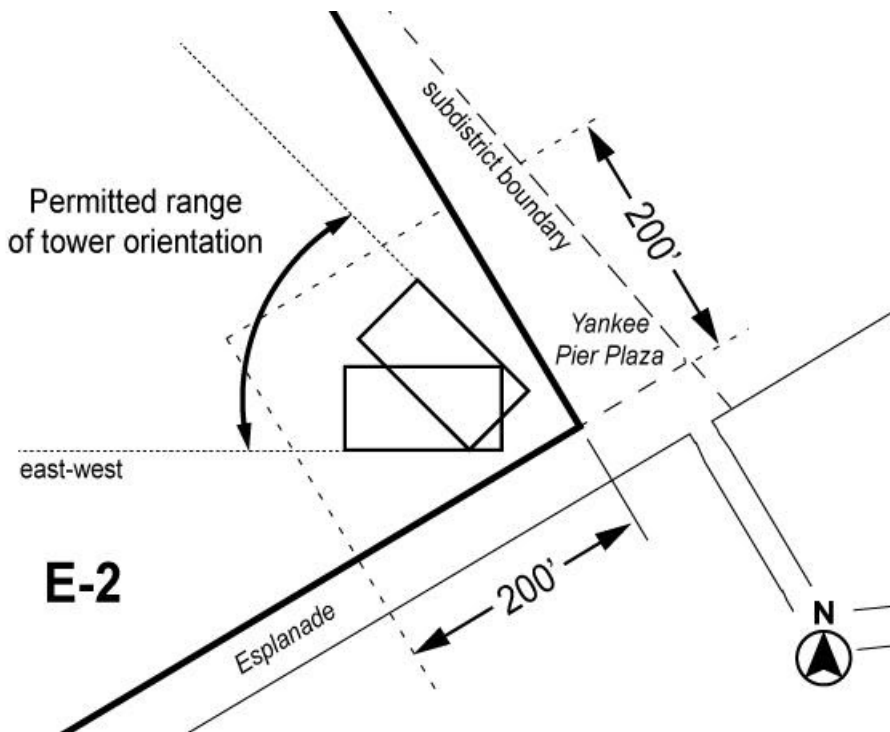 subdistrict boundary
200'
Permitted range
of tower orientation
Yankee
Pier Plaza
east-west
E-2
200'
Esplanade
N